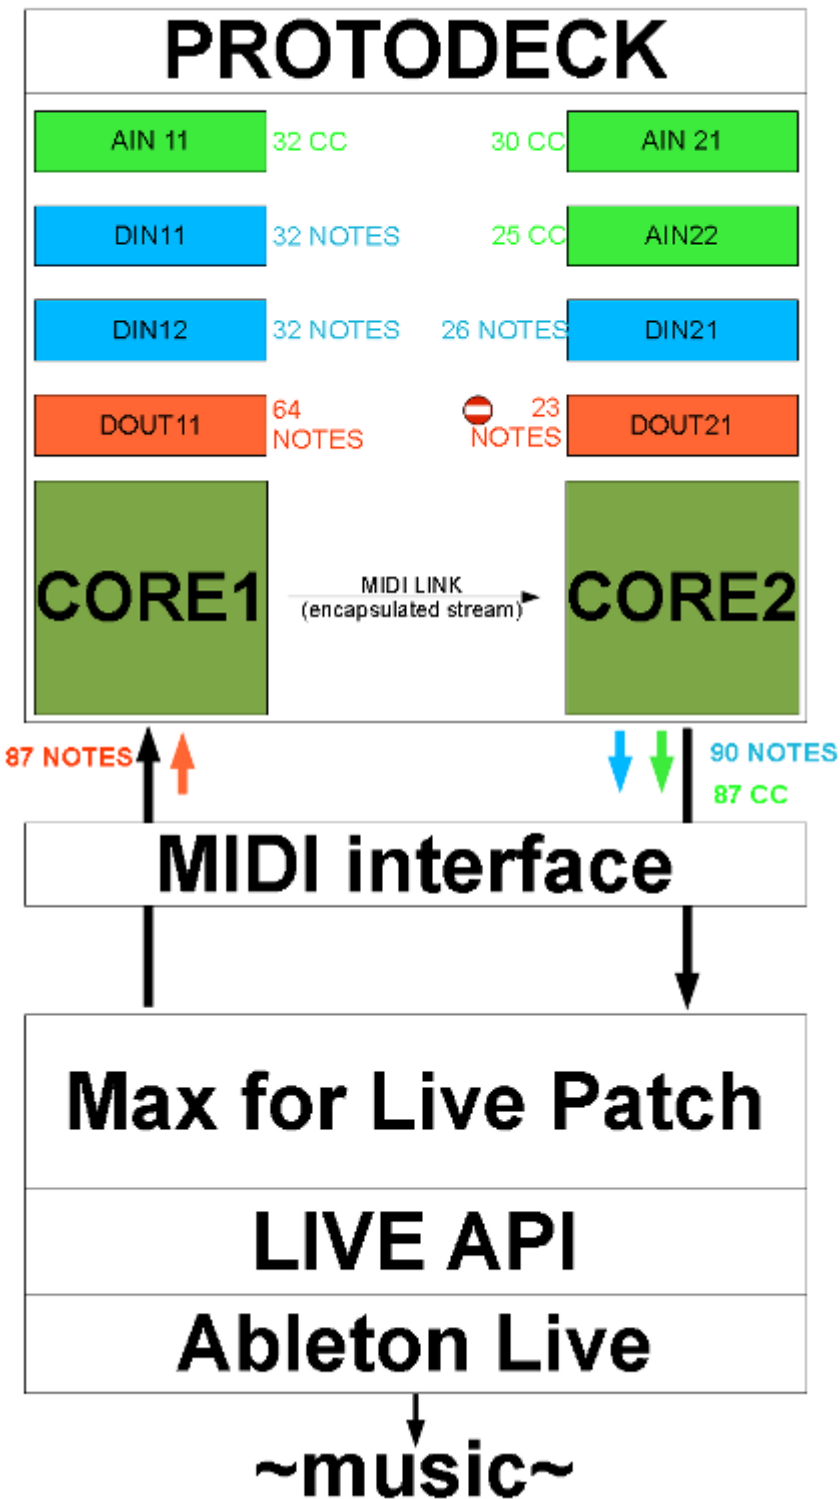 PROTODECK
AIN 11
32 CC
30 CC
AIN 21
DIN11
32 NOTES
25 CC
AIN22
DIN12
32 NOTES
26 NOTES
DIN21
DOUT11
64
NOTES
23
NOTES
DOUT21
CORE1
MIDI LINK
(encapsulated stream)
CORE2
87 NOTES
90 NOTES
87 CC
MIDI interface
Max for Live Patch
LIVE API
Ableton Live
~music~